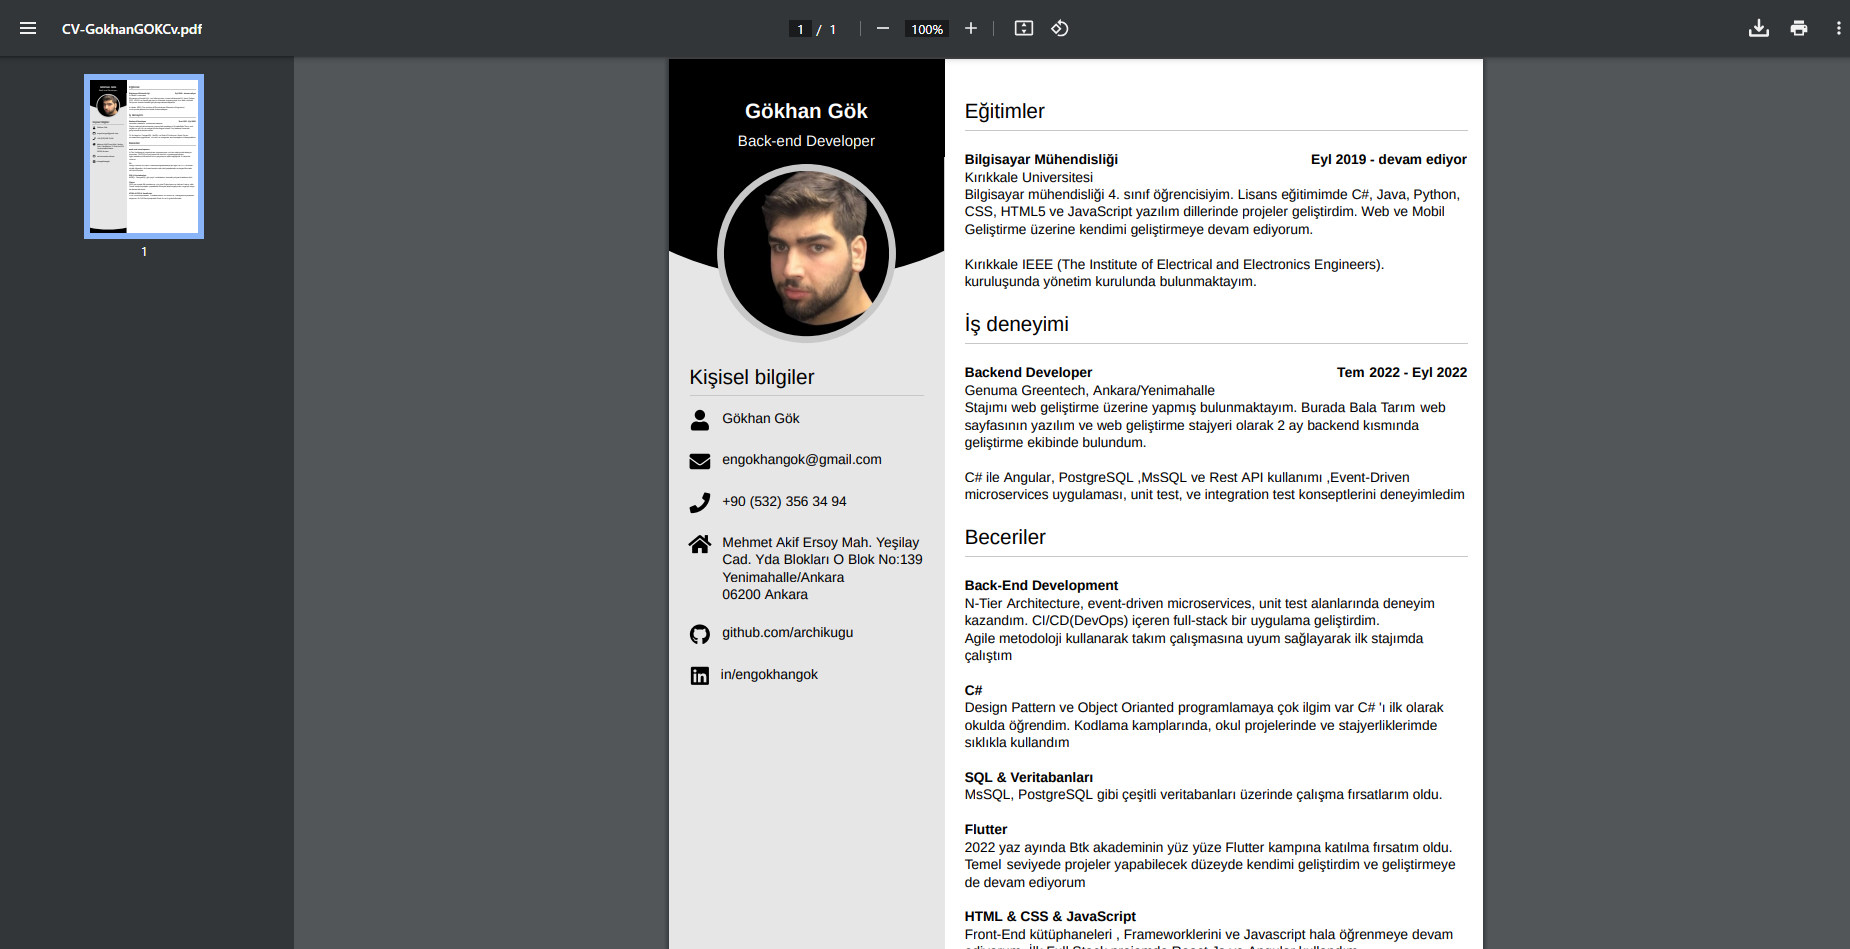 CV-GokhanGOKCv.pdf
1 / 1
100%
1
Gökhan Gök
Back-end Developer
Kişisel bilgiler
Gökhan Gök
engokhangok@gmail.com
+90 (532) 356 34 94
Mehmet Akif Ersoy Mah. Yeşilay
Cad. Yda Blokları O Blok No:139
Yenimahalle/Ankara
06200 Ankara
github.com/archikugu
in/engokhangok
Eğitimler
Bilgisayar Mühendisliği Eyl 2019 - devam ediyor
Kırıkkale Universitesi
Bilgisayar mühendisliği 4. sınıf öğrencisiyim. Lisans eğitimimde C#, Java, Python,
CSS, HTML5 ve JavaScript yazılım dillerinde projeler geliştirdim. Web ve Mobil
Geliştirme üzerine kendimi geliştirmeye devam ediyorum.
Kırıkkale IEEE (The Institute of Electrical and Electronics Engineers).
kuruluşunda yönetim kurulunda bulunmaktayım.
İş deneyimi
Backend Developer Tem 2022 - Eyl 2022
Genuma Greentech, Ankara/Yenimahalle
Stajımı web geliştirme üzerine yapmış bulunmaktayım. Burada Bala Tarım web
sayfasının yazılım ve web geliştirme stajyeri olarak 2 ay backend kısmında
geliştirme ekibinde bulundum.
C# ile Angular, PostgreSQL ,MsSQL ve Rest API kullanımı ,Event-Driven
microservices uygulaması, unit test, ve integration test konseptlerini deneyimledim
Beceriler
Back-End Development
N-Tier Architecture, event-driven microservices, unit test alanlarında deneyim
kazandım. CI/CD(DevOps) içeren full-stack bir uygulama geliştirdim.
Agile metodoloji kullanarak takım çalışmasına uyum sağlayarak ilk stajımda
çalıştım
C#
Design Pattern ve Object Orianted programlamaya çok ilgim var C# 'ı ilk olarak
okulda öğrendim. Kodlama kamplarında, okul projelerinde ve stajyerliklerimde
sıklıkla kullandım
SQL & Veritabanları
MsSQL, PostgreSQL gibi çeşitli veritabanları üzerinde çalışma fırsatlarım oldu.
Flutter
2022 yaz ayında Btk akademinin yüz yüze Flutter kampına katılma fırsatım oldu.
Temel seviyede projeler yapabilecek düzeyde kendimi geliştirdim ve geliştirmeye
de devam ediyorum
HTML & CSS & JavaScript
Front-End kütüphaneleri , Frameworklerini ve Javascript hala öğrenmeye devam